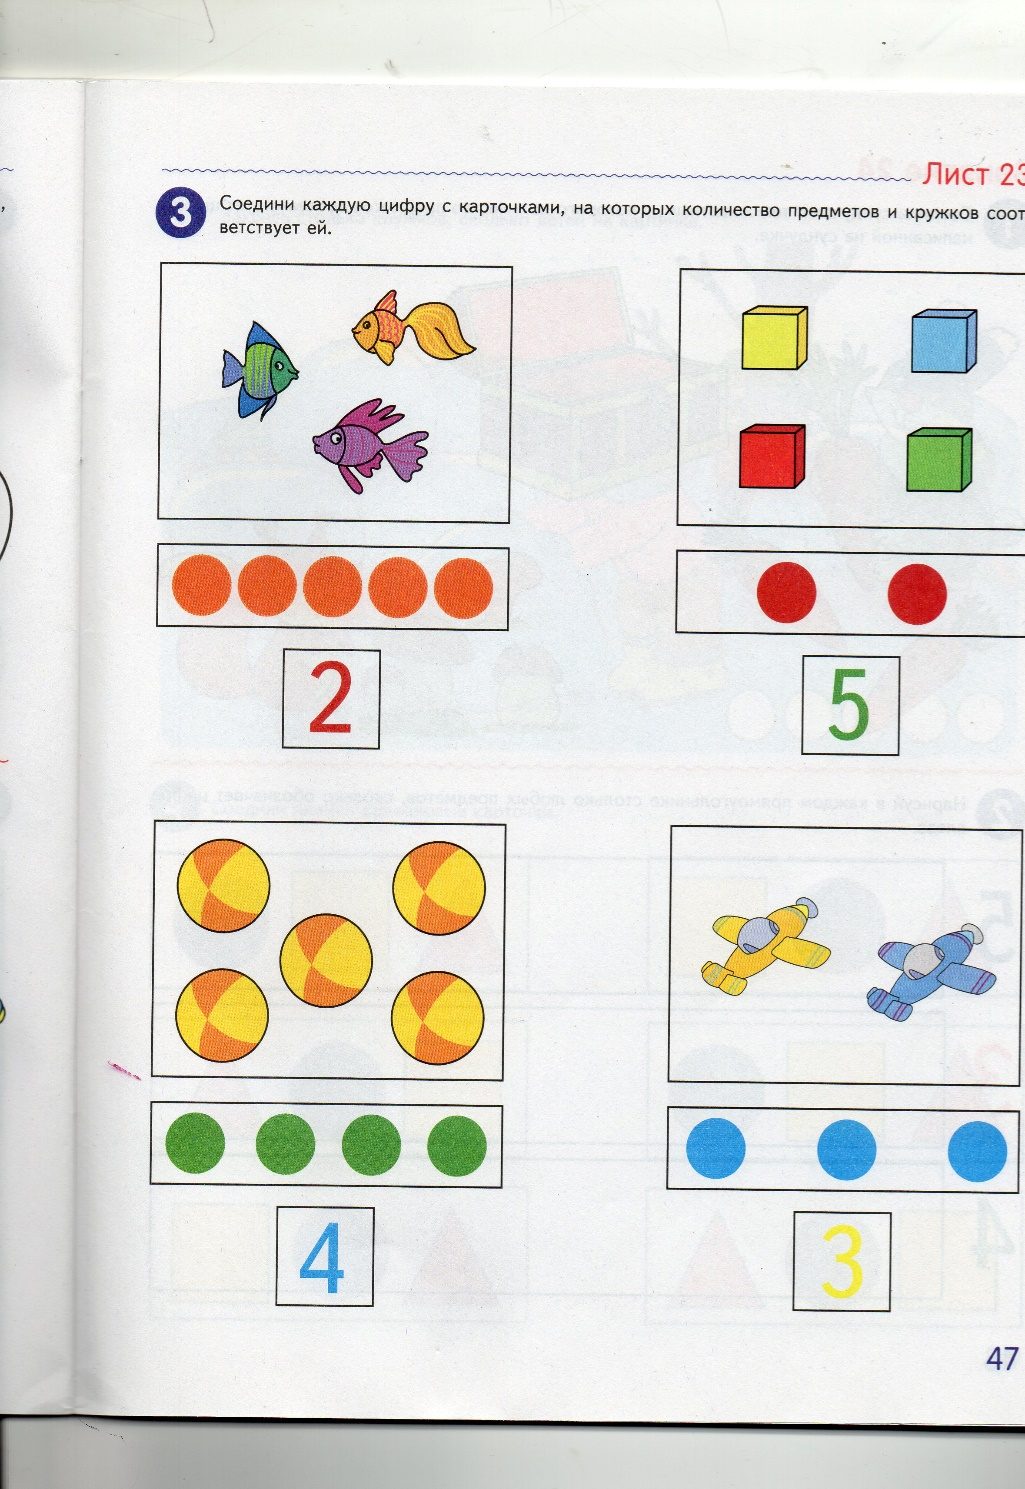 Лист 23
3 Соедини каждую цифру с карточками, на которых количество предметов и кружков соот
ветствует ей.
2
5
4
3
47